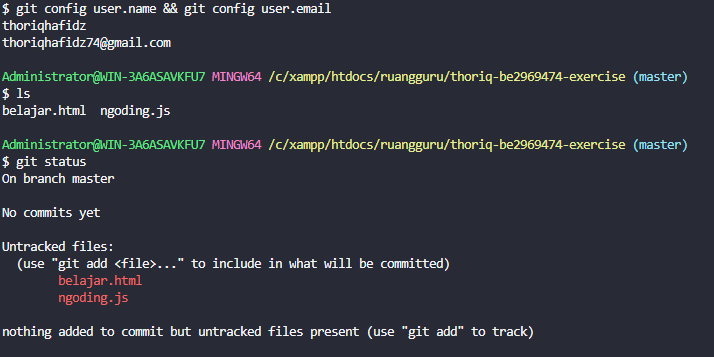 $ git config user.name && git config user.email
thoriqhafidz
thoriqhafidz74@gmail.com
Administrator@WIN-3A6ASAVKFU7 MINGW64 /c/xampp/htdocs/ruangguru/thoriq-be2969474-exercise (master)
$ ls
belajar.html  ngoding.js
Administrator@WIN-3A6ASAVKFU7 MINGW64 /c/xampp/htdocs/ruangguru/thoriq-be2969474-exercise (master)
$ git status
On branch master
No commits yet
Untracked files:
  (use "git add <file>..." to include in what will be committed)
        belajar.html
        ngoding.js
nothing added to commit but untracked files present (use "git add" to track)